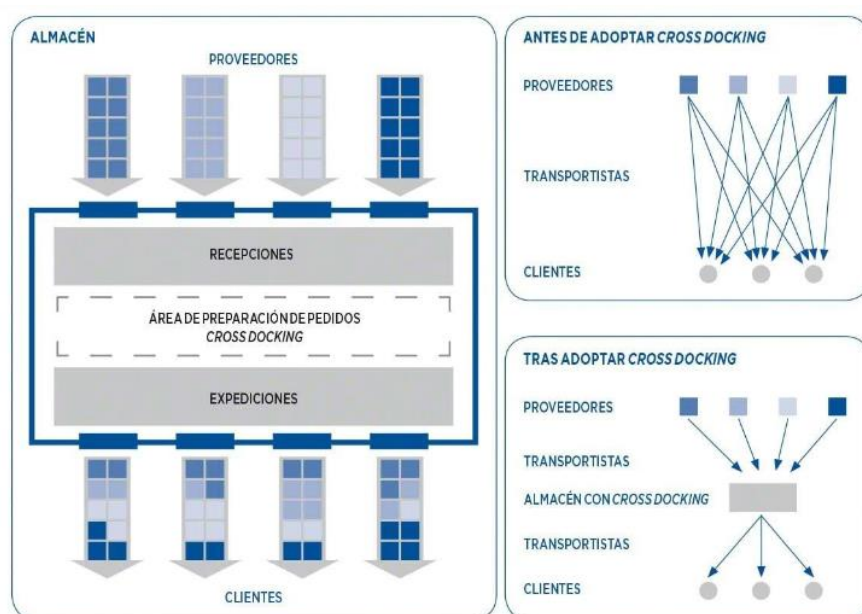 ALMACÉN
PROVEEDORES
RECEPCIONES
ÁREA DE PREPARACIÓN DE PEDIDOS
CROSS DOCKING
EXPEDICIONES
CLIENTES
ANTES DE ADOPTAR CROSS DOCKING
PROVEEDORES
TRANSPORTISTAS
CLIENTES
TRAS ADOPTAR CROSS DOCKING
PROVEEDORES
TRANSPORTISTAS
ALMACÉN CON CROSS DOCKING
TRANSPORTISTAS
CLIENTES